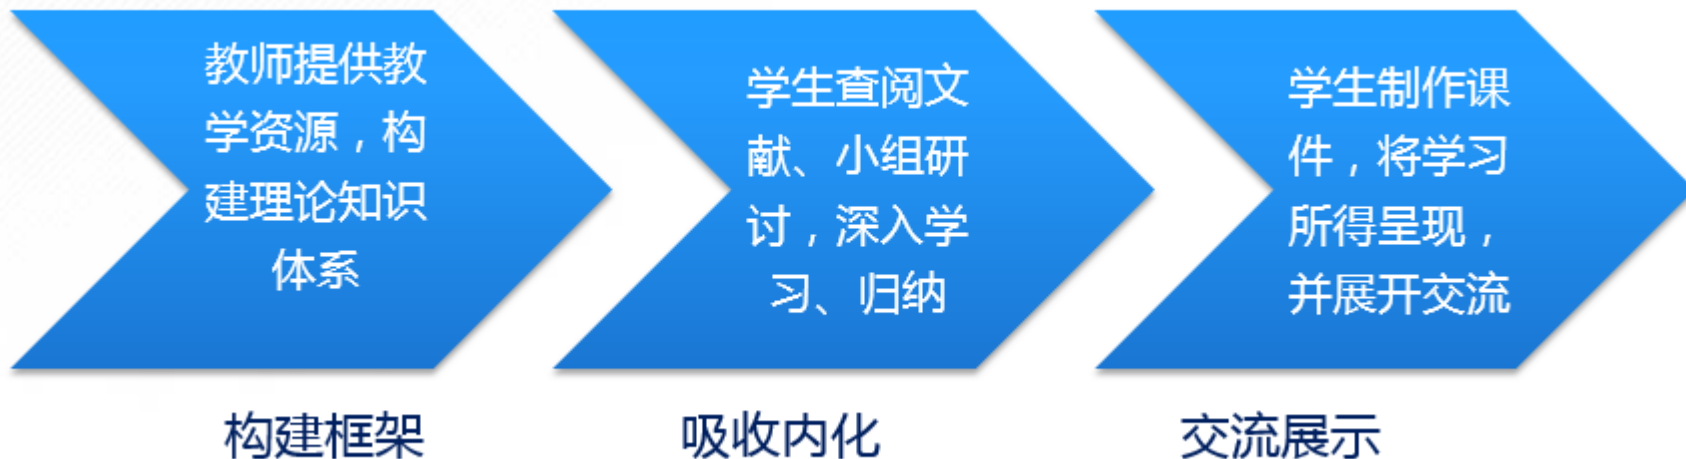 教师提供教
学资源，构
建理论知识
体系
学生查阅文
献、小组研
讨，深入学
习、归纳
学生制作课
件，将学习
所得呈现，
并展开交流
构建框架
吸收内化
交流展示